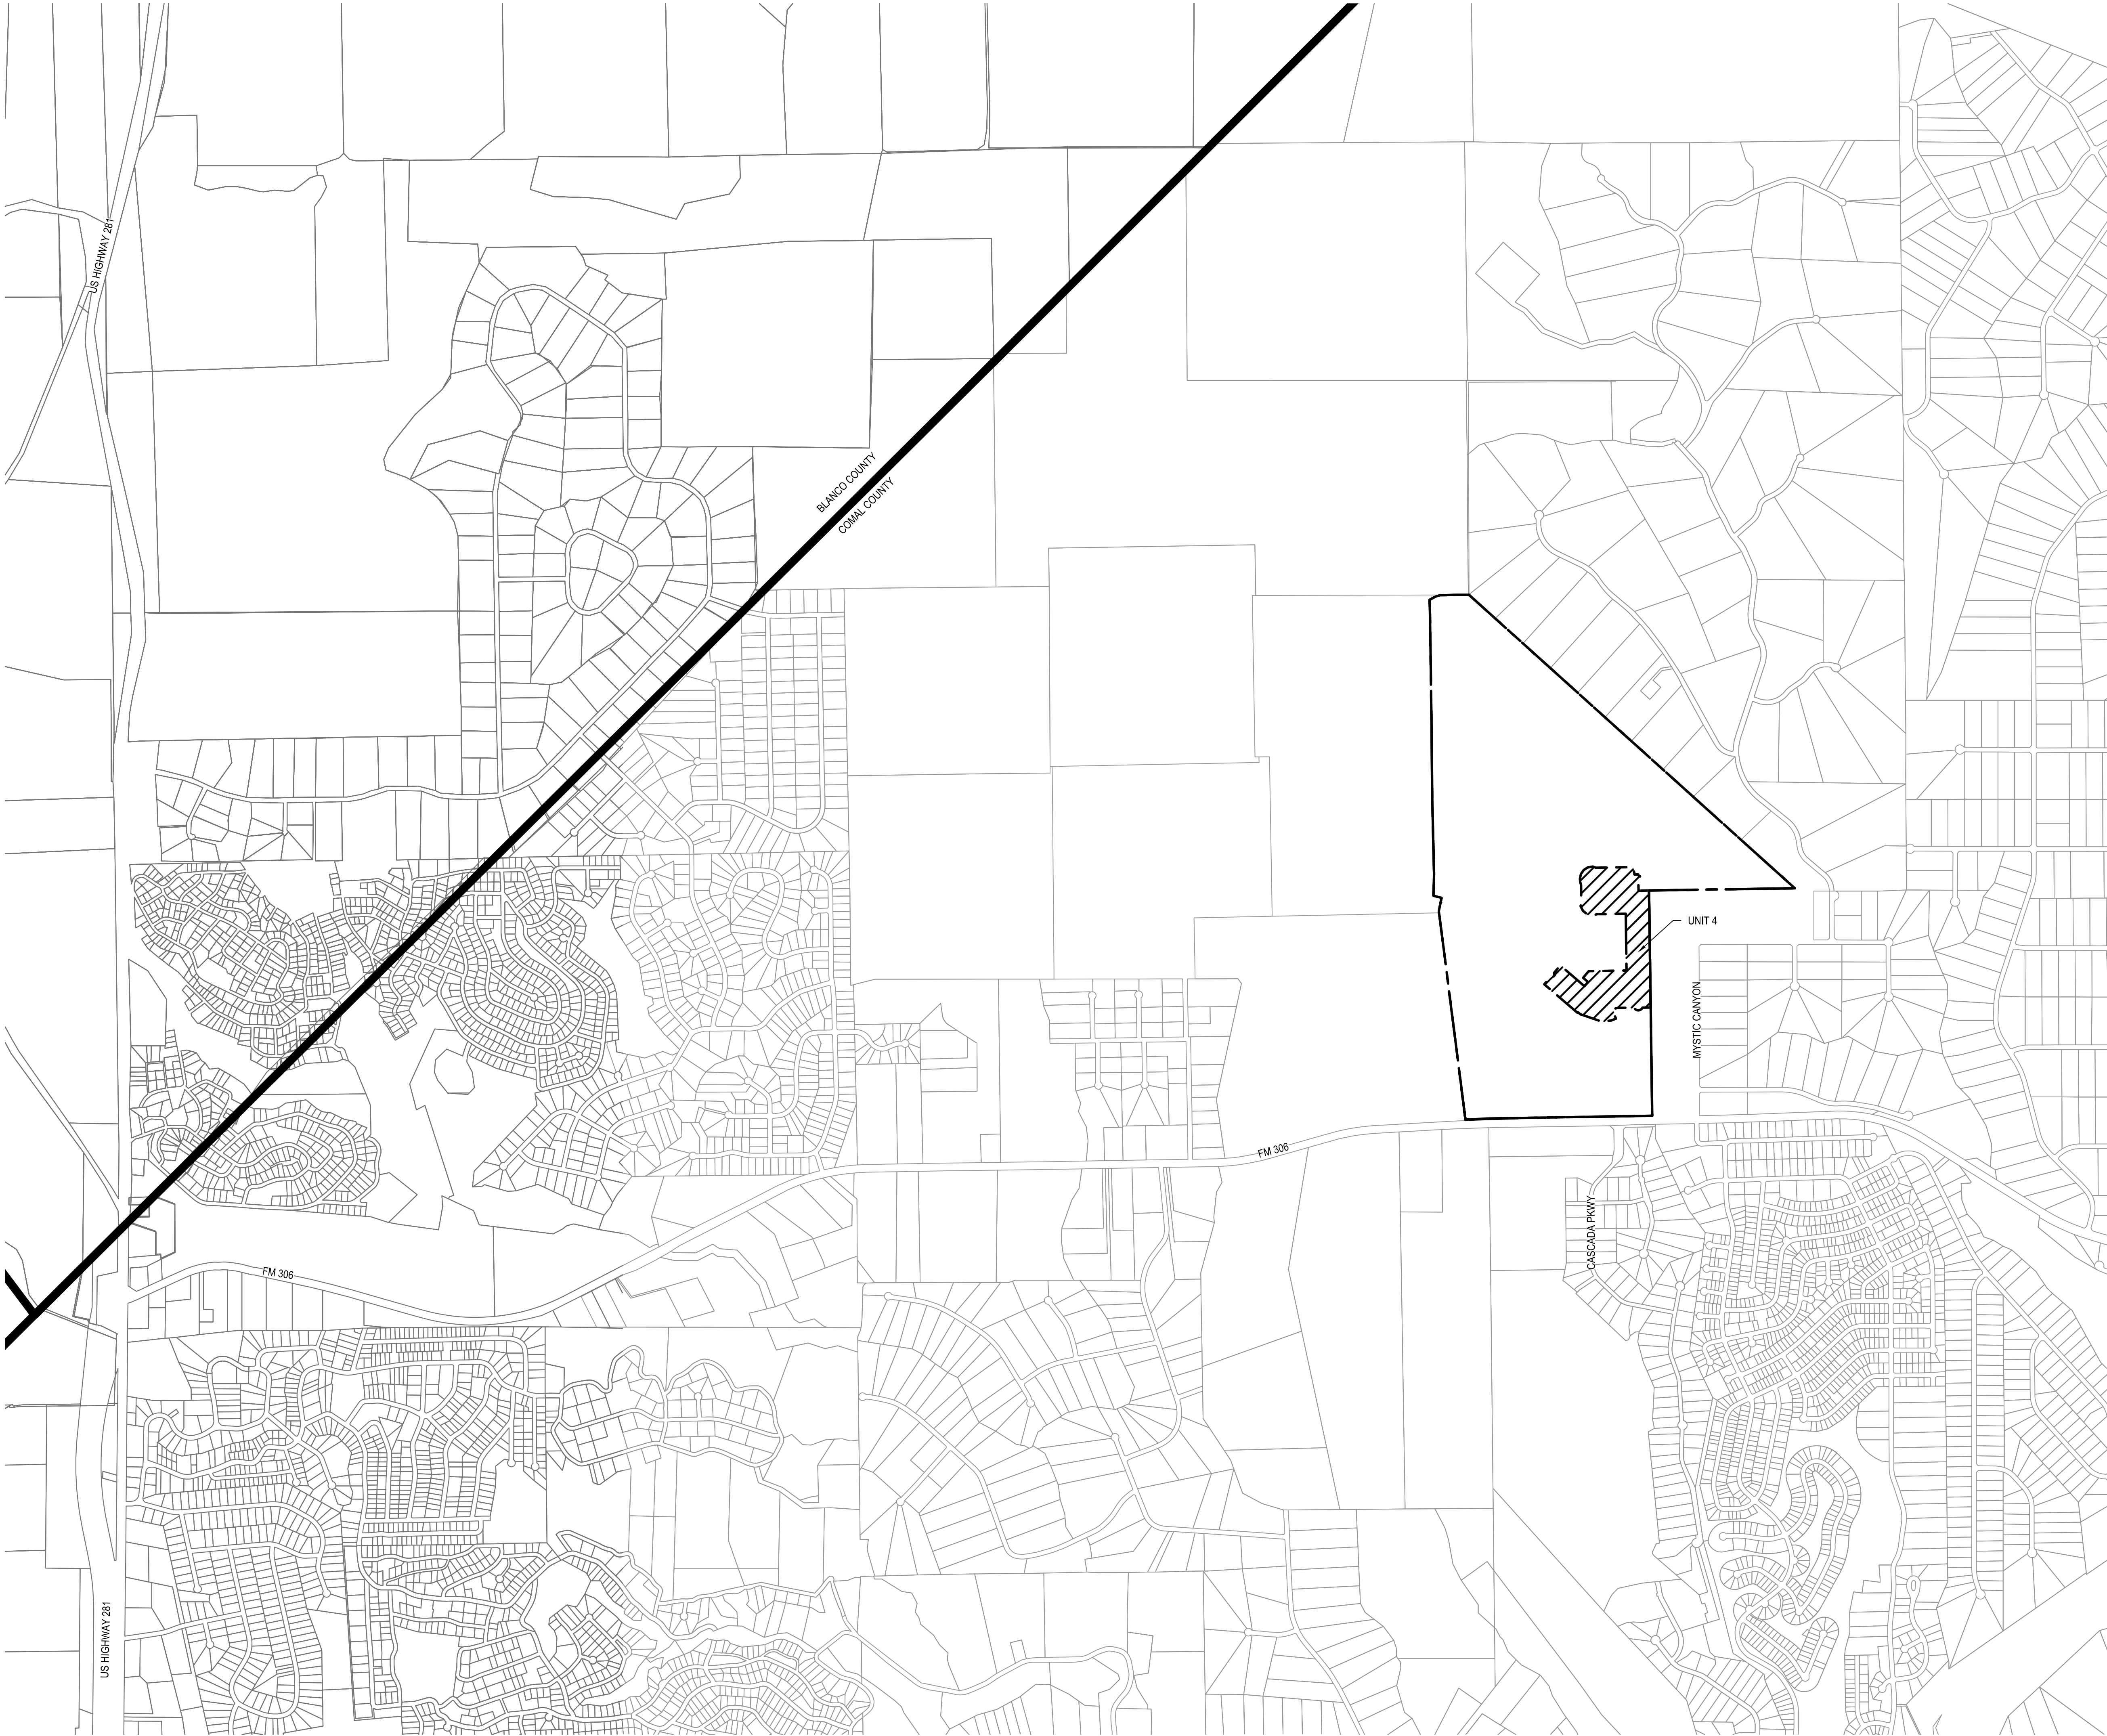 US HIGHWAY 281
BLANCO COUNTY
COMAL COUNTY
UNIT 4
MYSTIC CANYON
FM 306
CASCADA PKWY
FM 306
US HIGHWAY 281